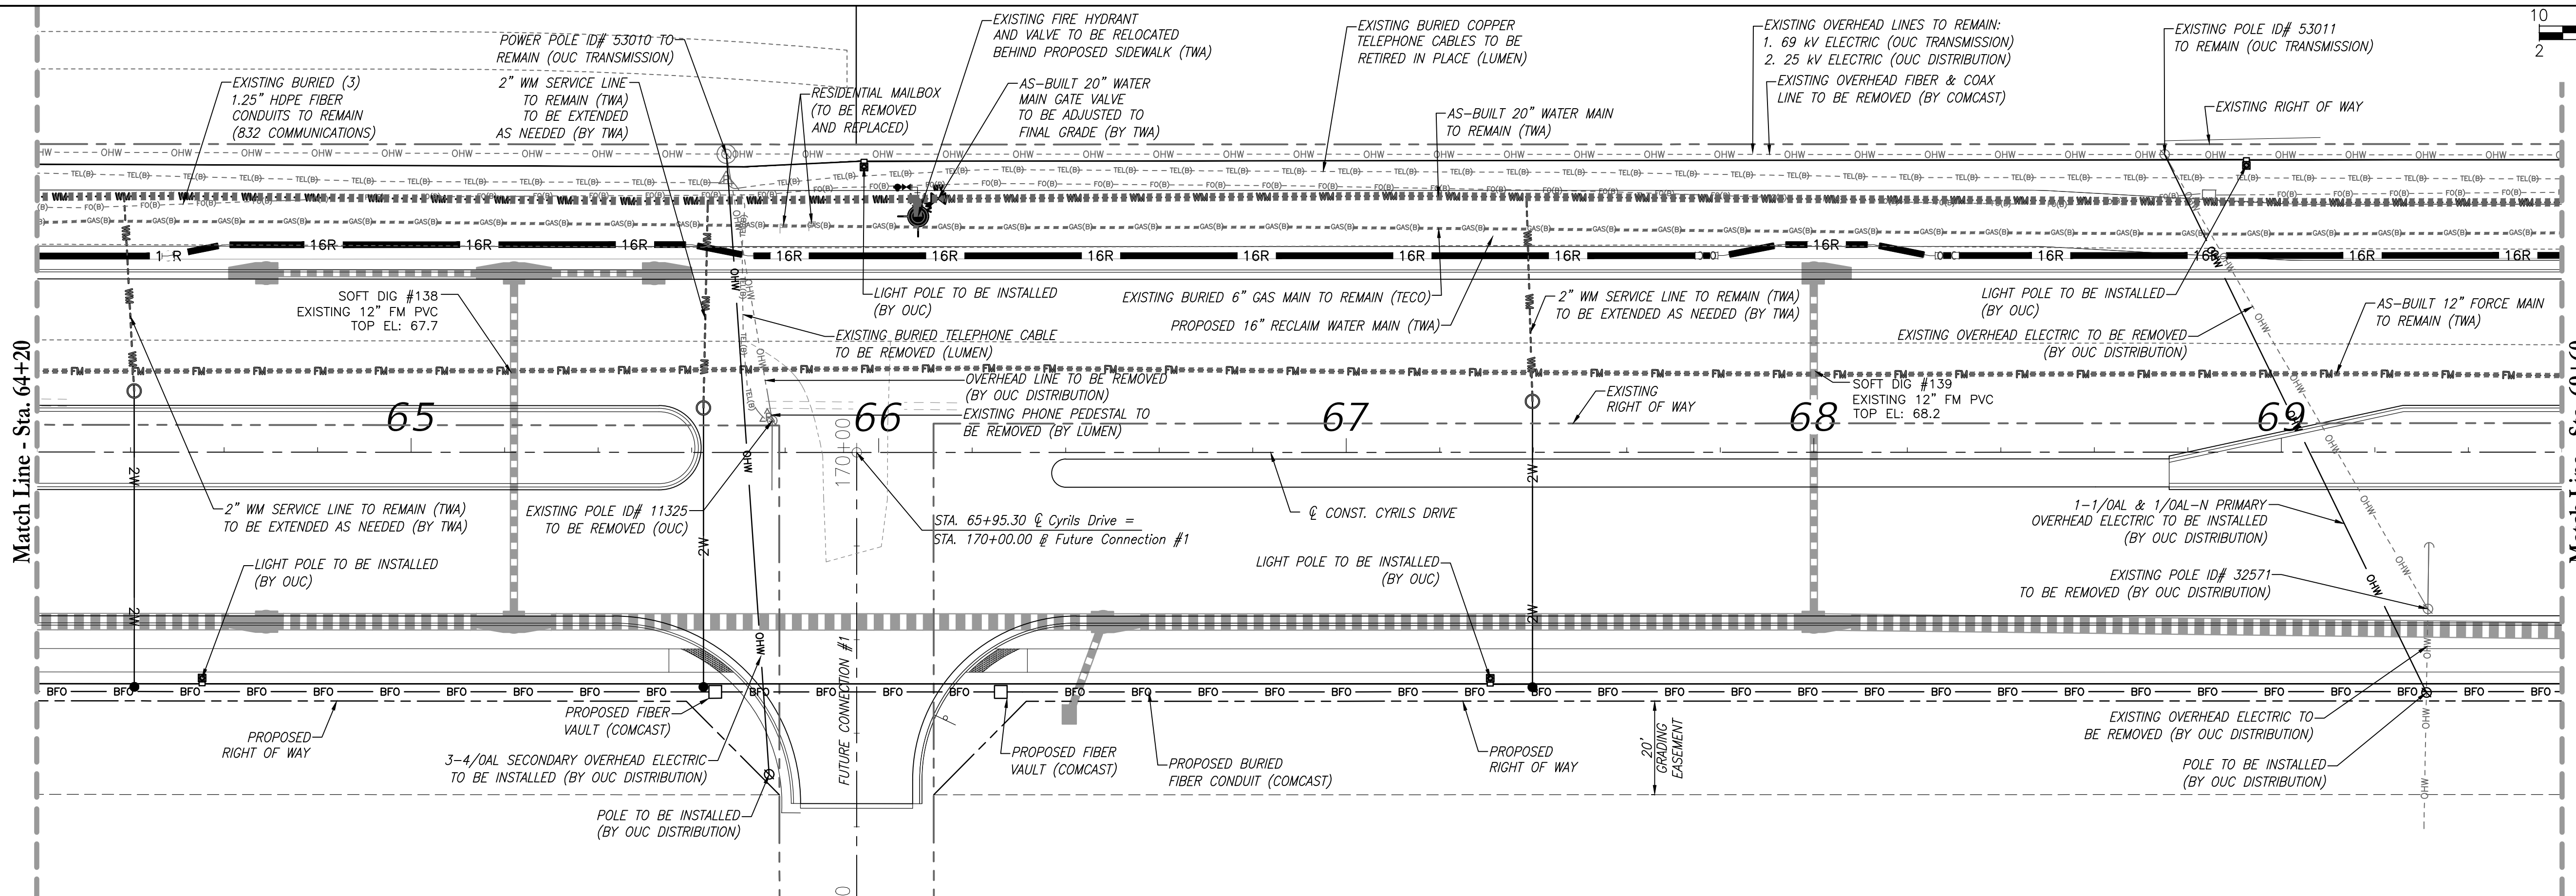 10
2
EXISTING FIRE HYDRANT
AND VALVE TO BE RELOCATED
BEHIND PROPOSED SIDEWALK (TWA)
EXISTING BURIED COPPER
TELEPHONE CABLES TO BE
RETIRED IN PLACE (LUMEN)
EXISTING OVERHEAD LINES TO REMAIN:
1. 69 kV ELECTRIC (OUC TRANSMISSION)
2. 25 kV ELECTRIC (OUC DISTRIBUTION)
EXISTING POLE ID# 53011
TO REMAIN (OUC TRANSMISSION)
POWER POLE ID# 53010 TO
REMAIN (OUC TRANSMISSION)
EXISTING BURIED (3)
1.25" HDPE FIBER
CONDUITS TO REMAIN
(832 COMMUNICATIONS)
2" WM SERVICE LINE
TO REMAIN (TWA)
TO BE EXTENDED
AS NEEDED (BY TWA)
RESIDENTIAL MAILBOX
(TO BE REMOVED
AND REPLACED)
AS-BUILT 20" WATER
MAIN GATE VALVE
TO BE ADJUSTED TO
FINAL GRADE (BY TWA)
AS-BUILT 20" WATER MAIN
TO REMAIN (TWA)
EXISTING OVERHEAD FIBER & COAX
LINE TO BE REMOVED (BY COMCAST)
EXISTING RIGHT OF WAY
OHW
TEL(B)
WM
FO(B)
GAS(B)
16R
SOFT DIG #138
EXISTING 12" FM PVC
TOP EL: 67.7
LIGHT POLE TO BE INSTALLED
(BY OUC)
EXISTING BURIED TELEPHONE CABLE
TO BE REMOVED (LUMEN)
EXISTING BURIED 6" GAS MAIN TO REMAIN (TECO)
PROPOSED 16" RECLAIM WATER MAIN (TWA)
2" WM SERVICE LINE TO REMAIN (TWA)
TO BE EXTENDED AS NEEDED (BY TWA)
LIGHT POLE TO BE INSTALLED
(BY OUC)
EXISTING OVERHEAD ELECTRIC TO BE REMOVED
(BY OUC DISTRIBUTION)
AS-BUILT 12" FORCE MAIN
TO REMAIN (TWA)
FM
OVERHEAD LINE TO BE REMOVED
(BY OUC DISTRIBUTION)
EXISTING PHONE PEDESTAL TO
BE REMOVED (BY LUMEN)
EXISTING
RIGHT OF WAY
SOFT DIG #139
EXISTING 12" FM PVC
TOP EL: 68.2
Match Line - Sta. 64+20
65
66
67
68
69
170+00
2W
2" WM SERVICE LINE TO REMAIN (TWA)
TO BE EXTENDED AS NEEDED (BY TWA)
EXISTING POLE ID# 11325
TO BE REMOVED (OUC)
STA. 65+95.30 ℄ Cyrils Drive =
STA. 170+00.00 Future Connection #1
℄ CONST. CYRILS DRIVE
1-1/0AL & 1/0AL-N PRIMARY
OVERHEAD ELECTRIC TO BE INSTALLED
(BY OUC DISTRIBUTION)
LIGHT POLE TO BE INSTALLED
(BY OUC)
LIGHT POLE TO BE INSTALLED
(BY OUC)
EXISTING POLE ID# 32571
TO BE REMOVED (BY OUC DISTRIBUTION)
BFO
PROPOSED
RIGHT OF WAY
PROPOSED FIBER
VAULT (COMCAST)
3-4/0AL SECONDARY OVERHEAD ELECTRIC
TO BE INSTALLED (BY OUC DISTRIBUTION)
POLE TO BE INSTALLED
(BY OUC DISTRIBUTION)
FUTURE CONNECTION #1
PROPOSED FIBER
VAULT (COMCAST)
PROPOSED BURIED
FIBER CONDUIT (COMCAST)
PROPOSED
RIGHT OF WAY
20'
GRADING
EASEMENT
EXISTING OVERHEAD ELECTRIC TO
BE REMOVED (BY OUC DISTRIBUTION)
POLE TO BE INSTALLED
(BY OUC DISTRIBUTION)